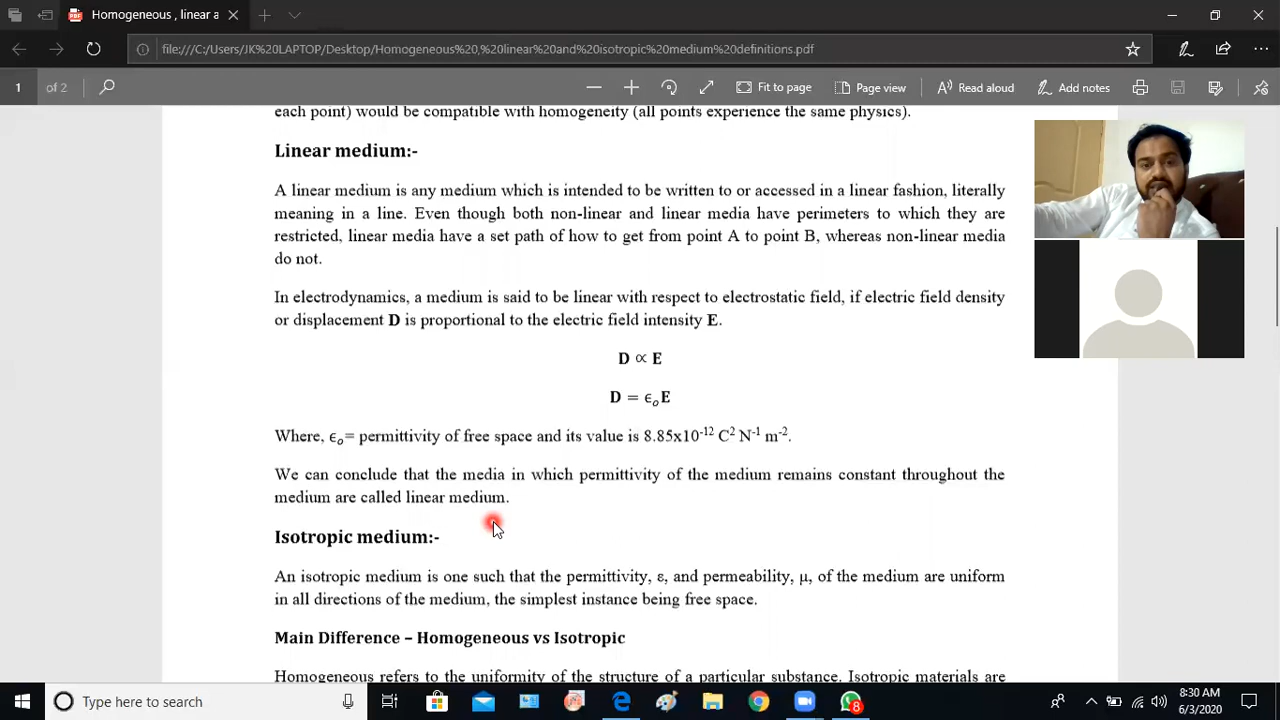 Homogeneous , linear a
file:///C:/Users/JK%20LAPTOP/Desktop/Homogeneous%20,%20linear%20and%20isotropic%20medium%20definitions.pdf
1 of 2
Fit to page
Page view
Read aloud
Add notes
each point) would be compatible with homogeneity (all points experience the same physics).
Linear medium:-
A linear medium is any medium which is intended to be written to or accessed in a linear fashion, literally
meaning in a line. Even though both non-linear and linear media have perimeters to which they are
restricted, linear media have a set path of how to get from point A to point B, whereas non-linear media
do not.
In electrodynamics, a medium is said to be linear with respect to electrostatic field, if electric field density
or displacement D is proportional to the electric field intensity E.
D ∝ E
D = ϵₒE
Where, ϵₒ= permittivity of free space and its value is 8.85x10⁻¹² C² N⁻¹ m⁻².
We can conclude that the media in which permittivity of the medium remains constant throughout the
medium are called linear medium.
Isotropic medium:-
An isotropic medium is one such that the permittivity, ε, and permeability, μ, of the medium are uniform
in all directions of the medium, the simplest instance being free space.
Main Difference – Homogeneous vs Isotropic
Homogeneous refers to the uniformity of the structure of a particular substance. Isotropic materials are
Type here to search
8
8:30 AM
6/3/2020